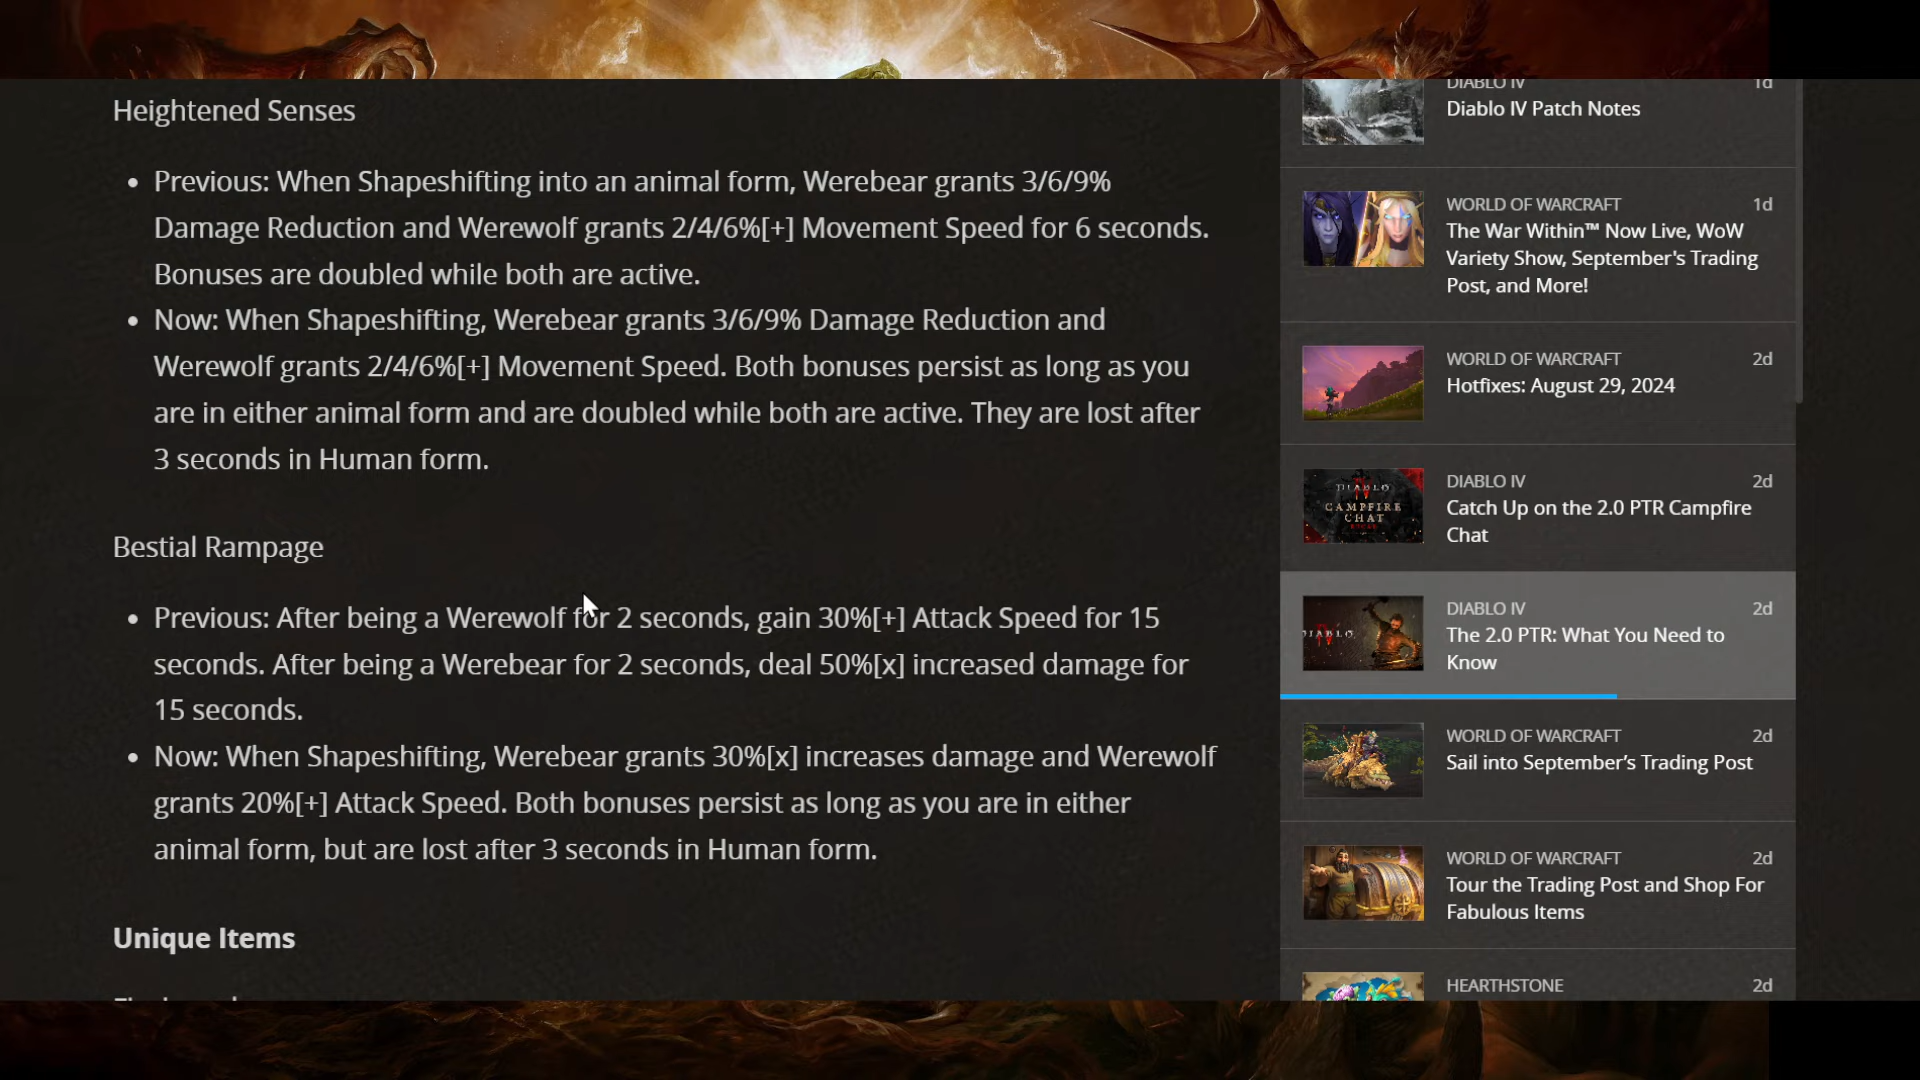 Heightened Senses
• Previous: When Shapeshifting into an animal form, Werebear grants 3/6/9%
Damage Reduction and Werewolf grants 2/4/6%[+] Movement Speed for 6 seconds.
Bonuses are doubled while both are active.
• Now: When Shapeshifting, Werebear grants 3/6/9% Damage Reduction and
Werewolf grants 2/4/6%[+] Movement Speed. Both bonuses persist as long as you
are in either animal form and are doubled while both are active. They are lost after
3 seconds in Human form.
Bestial Rampage
• Previous: After being a Werewolf for 2 seconds, gain 30%[+] Attack Speed for 15
seconds. After being a Werebear for 2 seconds, deal 50%[x] increased damage for
15 seconds.
• Now: When Shapeshifting, Werebear grants 30%[x] increases damage and Werewolf
grants 20%[+] Attack Speed. Both bonuses persist as long as you are in either
animal form, but are lost after 3 seconds in Human form.
Unique Items
DIABLO IV 1d
Diablo IV Patch Notes
WORLD OF WARCRAFT 1d
The War Within™ Now Live, WoW
Variety Show, September's Trading
Post, and More!
WORLD OF WARCRAFT 2d
Hotfixes: August 29, 2024
DIABLO
CAMPFIRE
CHAT
DIABLO IV 2d
Catch Up on the 2.0 PTR Campfire
Chat
DIABLO
DIABLO IV 2d
The 2.0 PTR: What You Need to
Know
WORLD OF WARCRAFT 2d
Sail into September’s Trading Post
WORLD OF WARCRAFT 2d
Tour the Trading Post and Shop For
Fabulous Items
HEARTHSTONE 2d